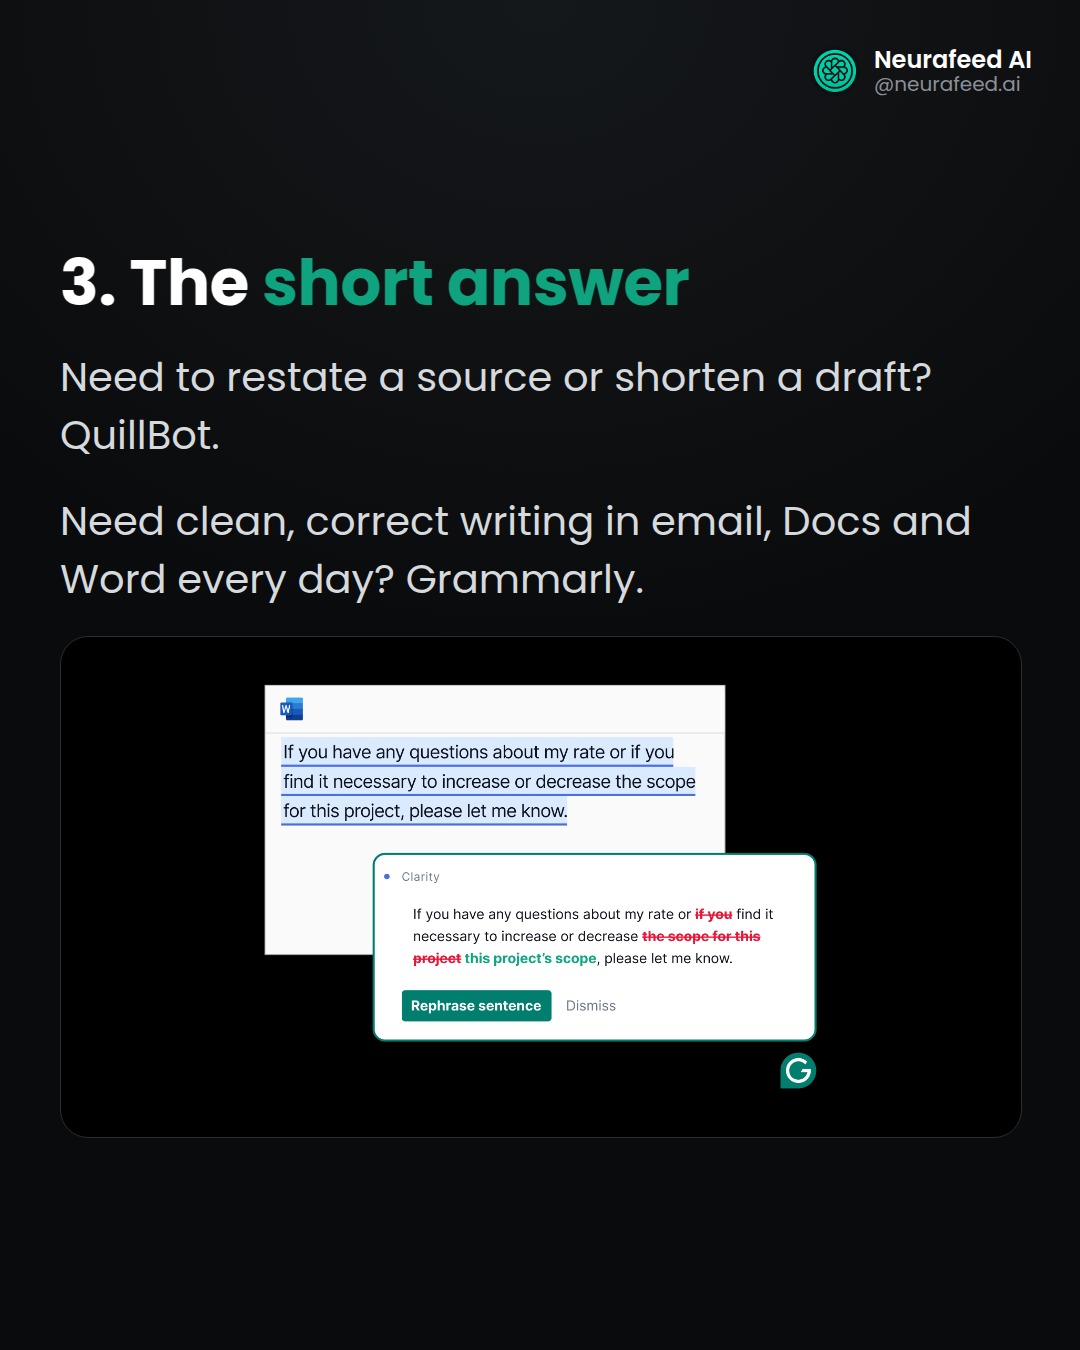 Neurafeed AI
@neurafeed.ai
3. The short answer
Need to restate a source or shorten a draft?
QuillBot.
Need clean, correct writing in email, Docs and
Word every day? Grammarly.
W
If you have any questions about my rate or if you
find it necessary to increase or decrease the scope
for this project, please let me know.
Clarity
If you have any questions about my rate or if you find it
necessary to increase or decrease the scope for this
project this project’s scope, please let me know.
Rephrase sentence Dismiss
G